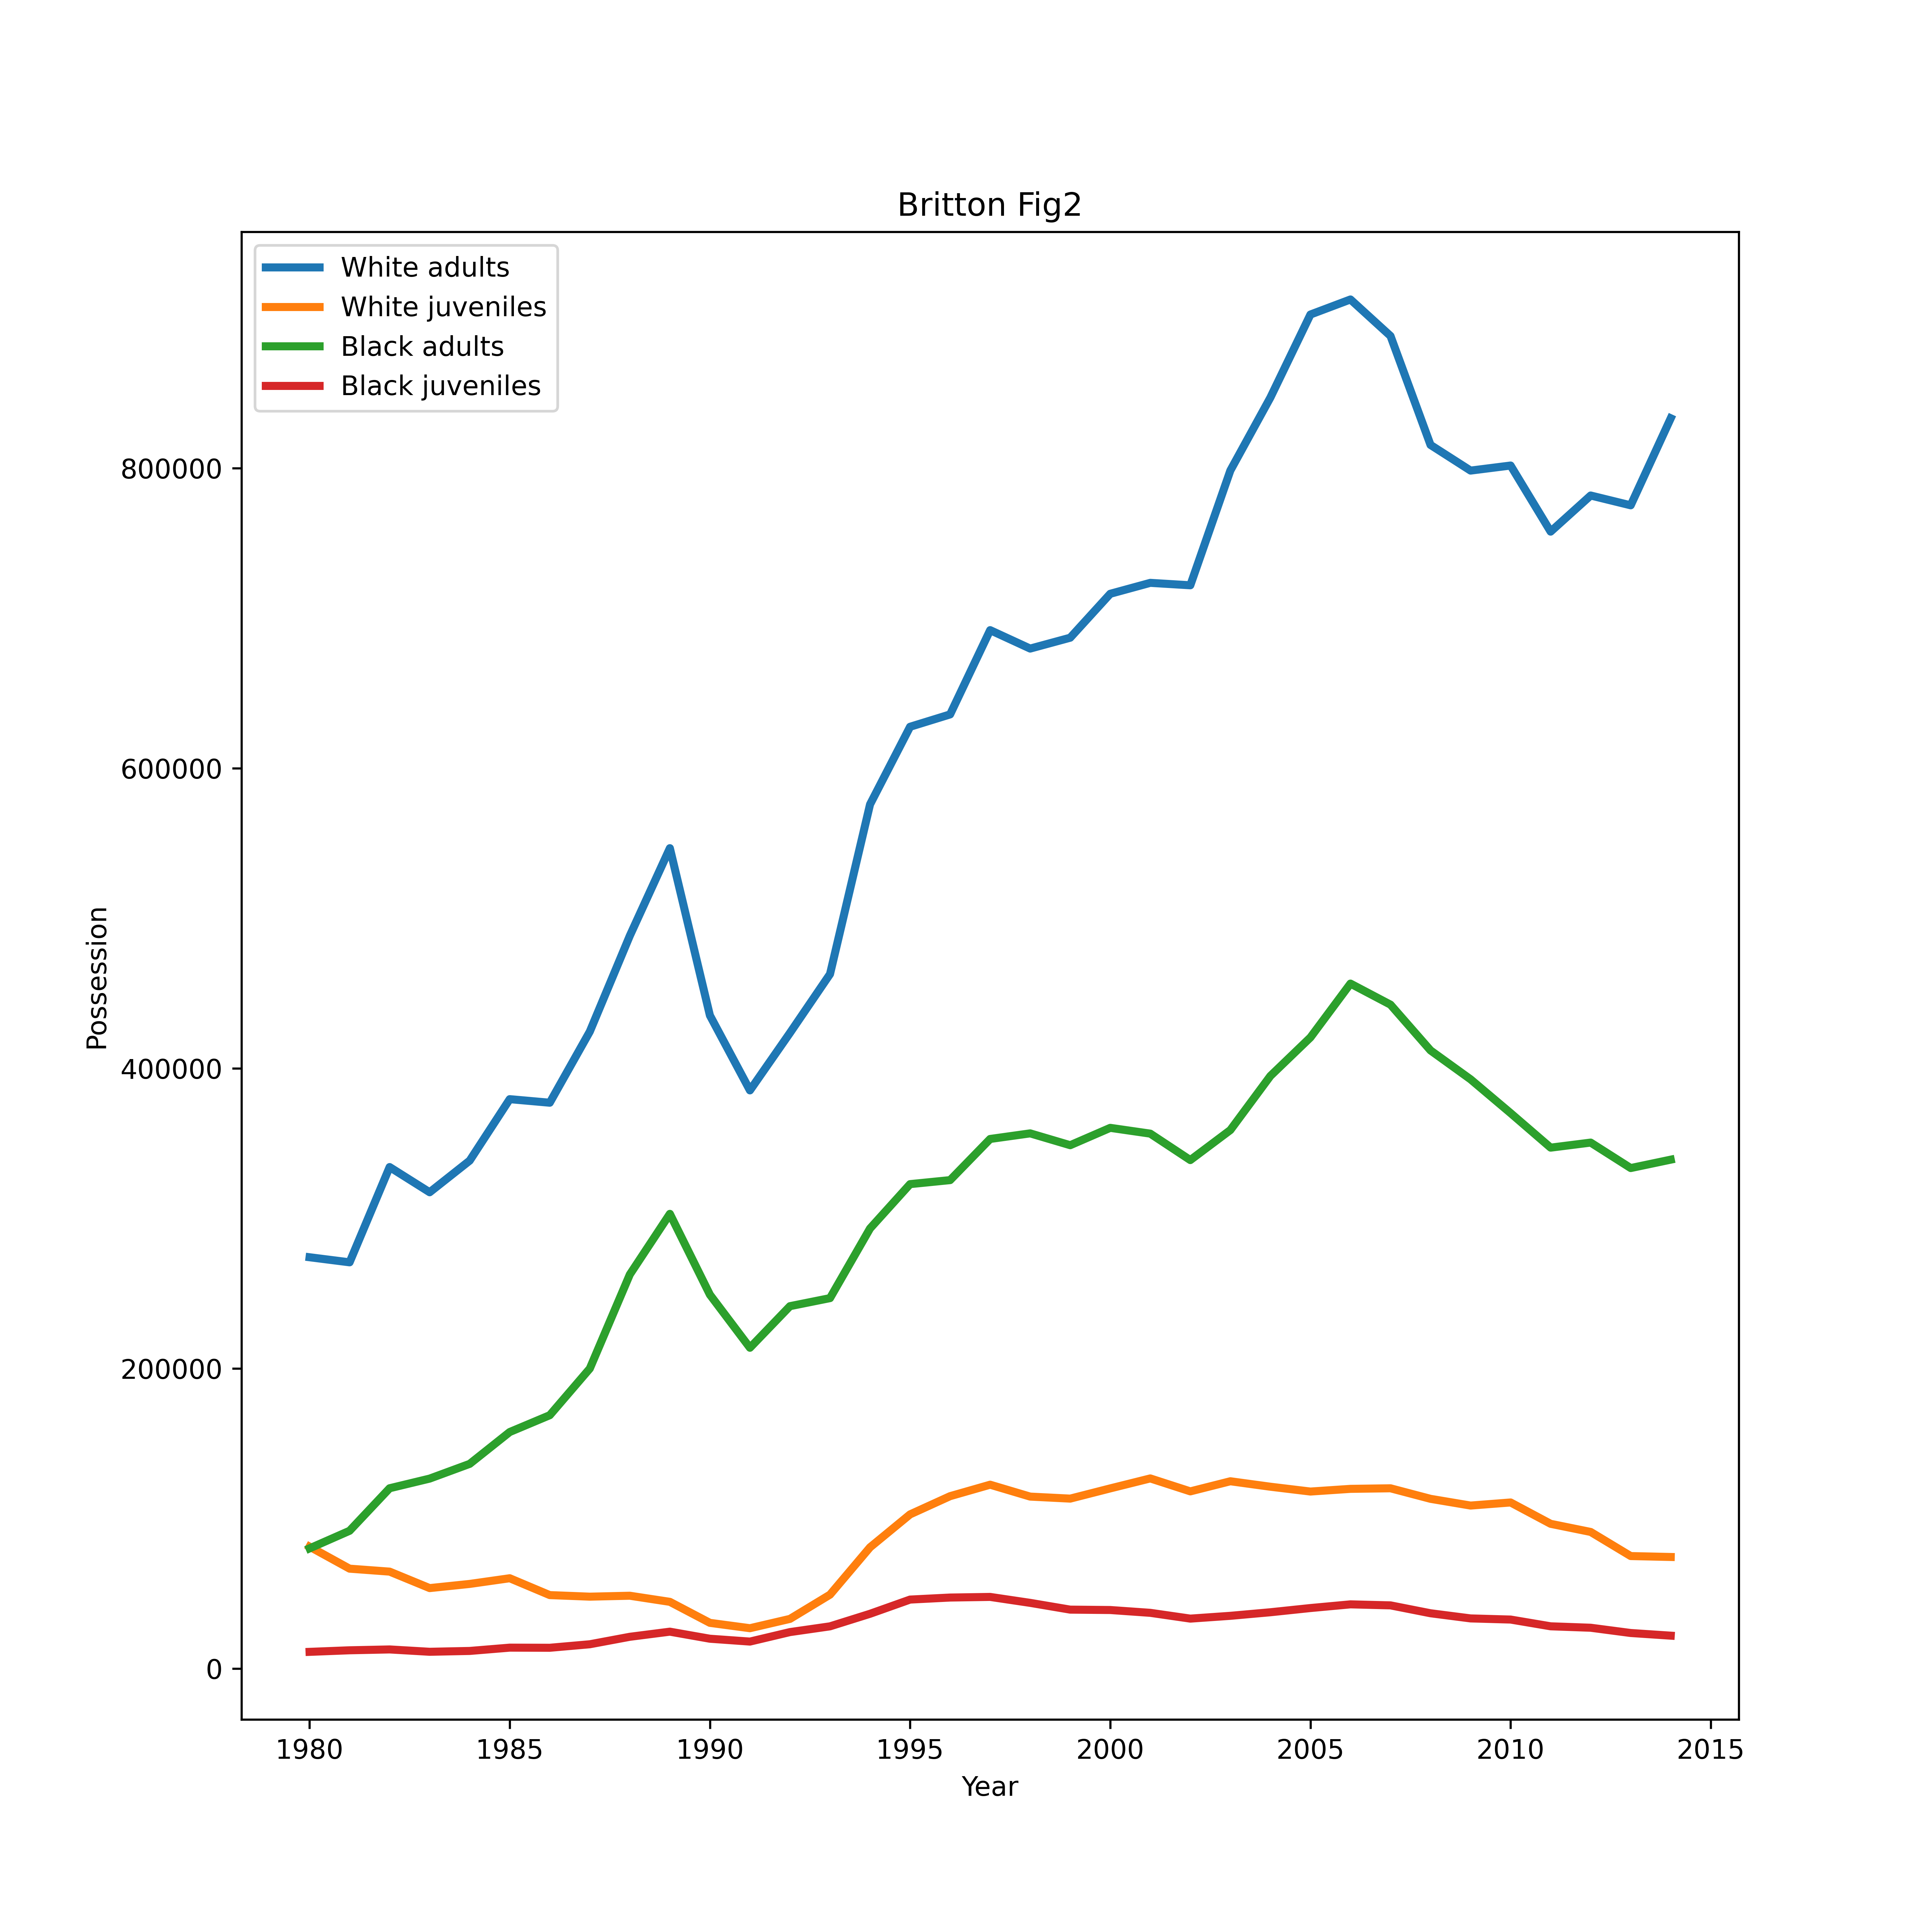 Britton Fig2
White adults
White juveniles
Black adults
Black juveniles
800000
600000
400000
200000
0
Possession
1980 1985 1990 1995 2000 2005 2010 2015
Year